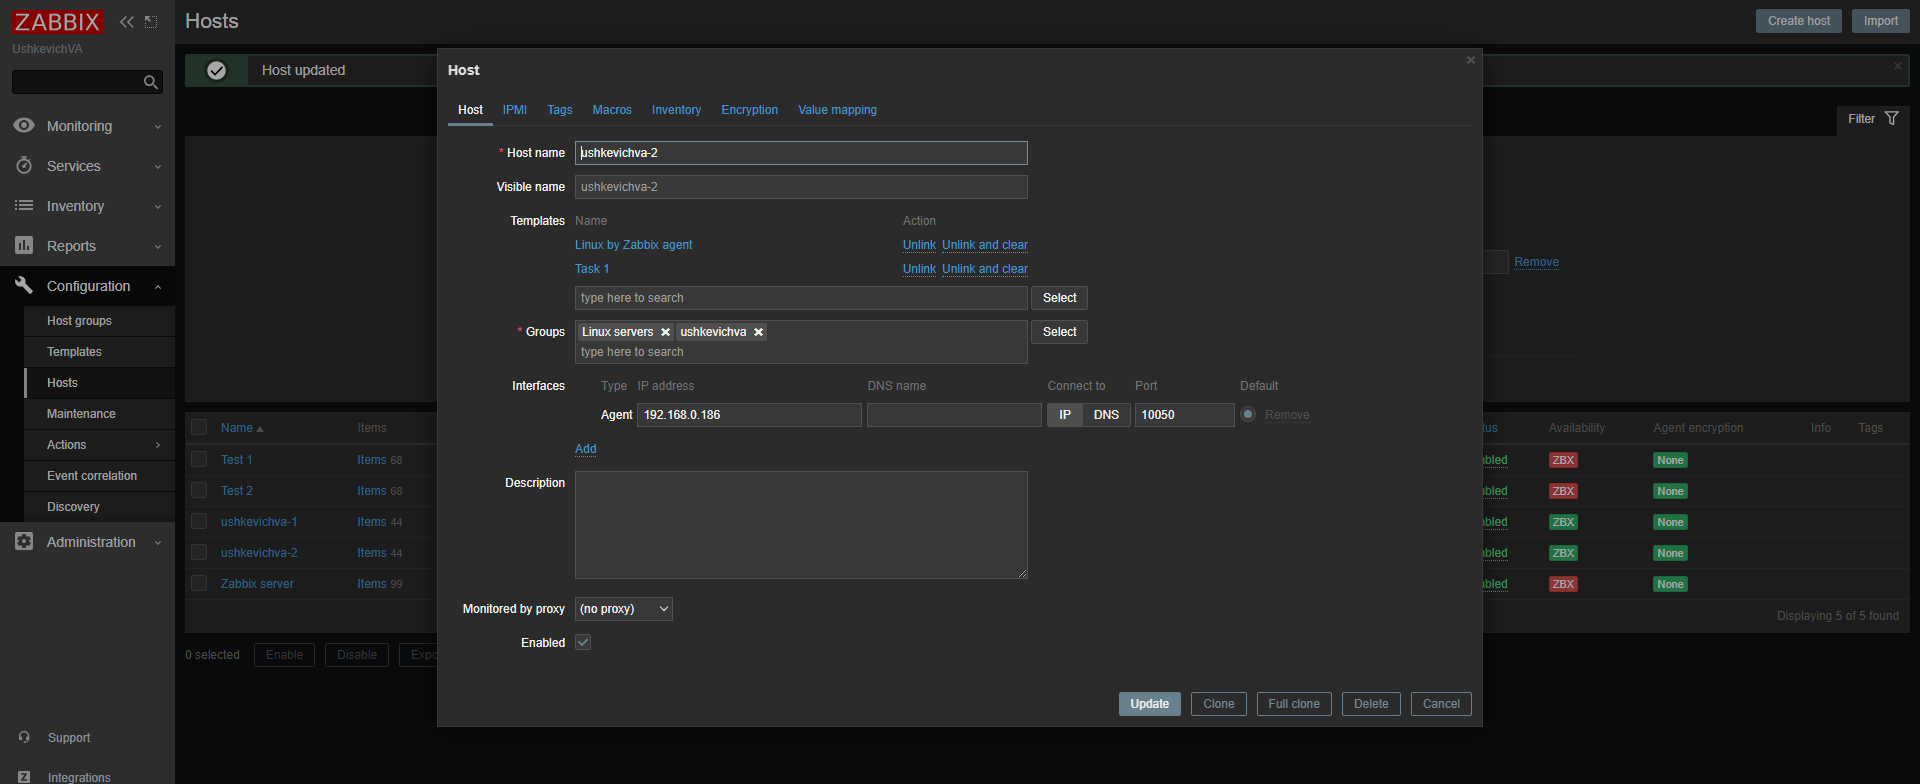 ZABBIX
UshkevichVA
Monitoring
Services
Inventory
Reports
Configuration
Host groups
Templates
Hosts
Maintenance
Actions
Event correlation
Discovery
Administration
Support
Integrations
Hosts
Create host Import
Host updated
Filter
Remove
Name Items
Test 1 Items 68
Test 2 Items 68
ushkevichva-1 Items 44
ushkevichva-2 Items 44
Zabbix server Items 99
0 selected Enable Disable Expo
tus Availability Agent encryption Info Tags
bled ZBX None
bled ZBX None
bled ZBX None
bled ZBX None
bled ZBX None
Displaying 5 of 5 found
Host
Host IPMI Tags Macros Inventory Encryption Value mapping
* Host name ushkevichva-2
Visible name ushkevichva-2
Templates Name Action
Linux by Zabbix agent Unlink Unlink and clear
Task 1 Unlink Unlink and clear
type here to search Select
* Groups Linux servers ushkevichva Select
type here to search
Interfaces Type IP address DNS name Connect to Port Default
Agent 192.168.0.186 IP DNS 10050 Remove
Add
Description
Monitored by proxy (no proxy)
Enabled
Update Clone Full clone Delete Cancel